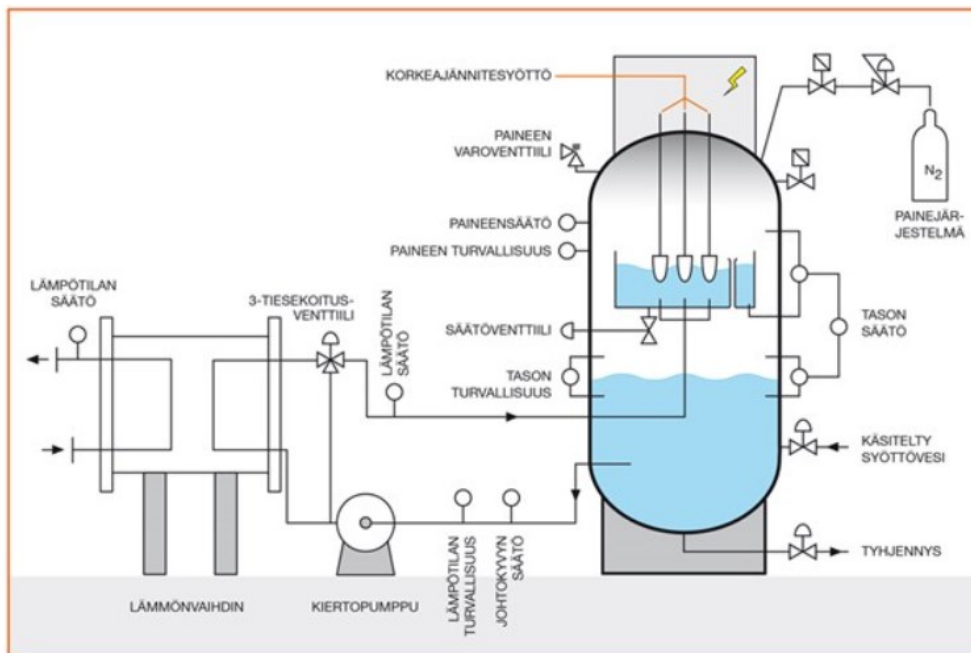 KORKEAJÄNNITESYÖTTÖ
PAINEEN
VAROVENTTIILI
N2
PAINEJÄR-
JESTELMÄ
PAINEENSÄÄTÖ
PAINEEN TURVALLISUUS
LÄMPÖTILAN
SÄÄTÖ
3-TIESEKOITUS-
VENTTIILI
LÄMPÖTILAN
SÄÄTÖ
SÄÄTÖVENTTIILI
TASON
SÄÄTÖ
TASON
TURVALLISUUS
KÄSITELTY
SYÖTTÖVESI
TYHJENNYS
LÄMMÖNVAIHDIN
KIERTOPUMPPU
LÄMPÖTILAN
TURVALLISUUS
JOHTOKYVYN
SÄÄTÖ